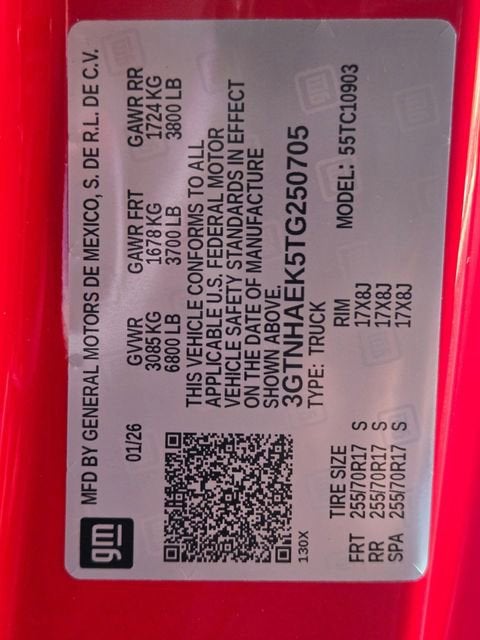 gm
MFD BY GENERAL MOTORS DE MEXICO, S. DE R.L. DE C.V.
01/26
GVWR GAWR FRT GAWR RR
3085 KG 1678 KG 1724 KG
6800 LB 3700 LB 3800 LB
THIS VEHICLE CONFORMS TO ALL
APPLICABLE U.S. FEDERAL MOTOR
VEHICLE SAFETY STANDARDS IN EFFECT
ON THE DATE OF MANUFACTURE
SHOWN ABOVE.
3GTNHAEK5TG250705
TYPE: TRUCK
MODEL: 55TC10903
130X
TIRE SIZE RIM
FRT 255/70R17 S 17X8J
RR 255/70R17 S 17X8J
SPA 255/70R17 S 17X8J